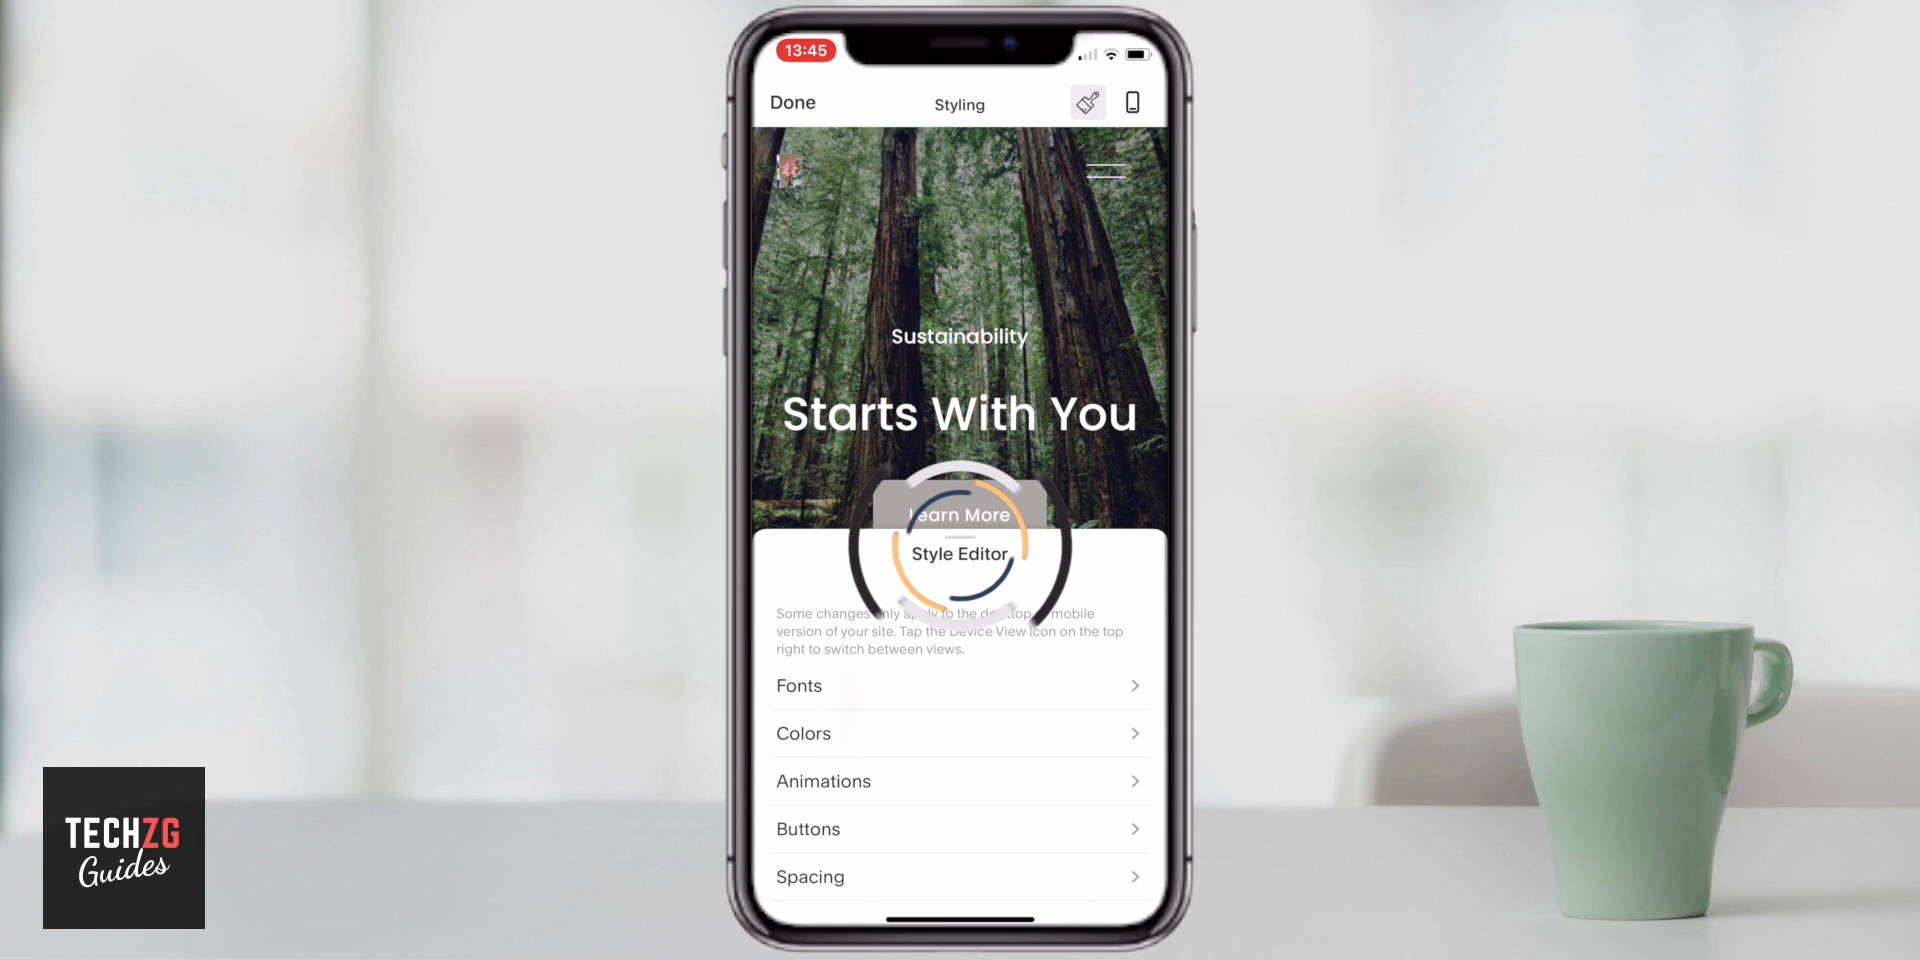 13:45
Done
Styling
Sustainability
Starts With You
Learn More
Style Editor
Some changes only apply to the desktop mobile
version of your site. Tap the Device View icon on the top
right to switch between views.
Fonts
Colors
Animations
Buttons
Spacing
TECHZG
Guides